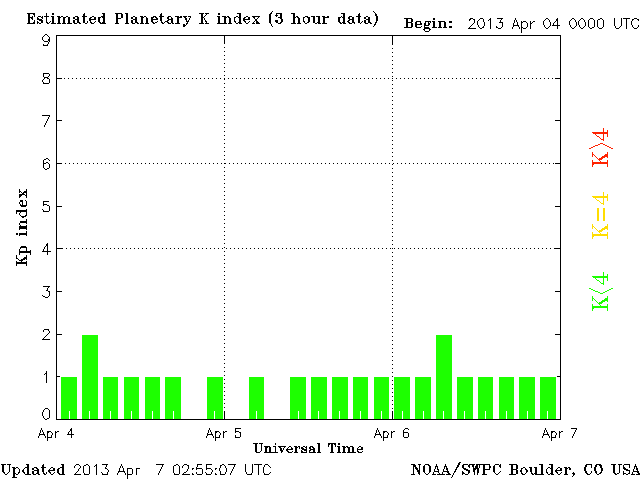 Estimated Planetary K index (3 hour data) Begin: 2013 Apr 04 0000 UTC
9
8
7
6
5
4
3
2
1
0
Kp index
K>4
K=4
K<4
Apr 4 Apr 5 Apr 6 Apr 7
Universal Time
Updated 2013 Apr 7 02:55:07 UTC NOAA/SWPC Boulder, CO USA